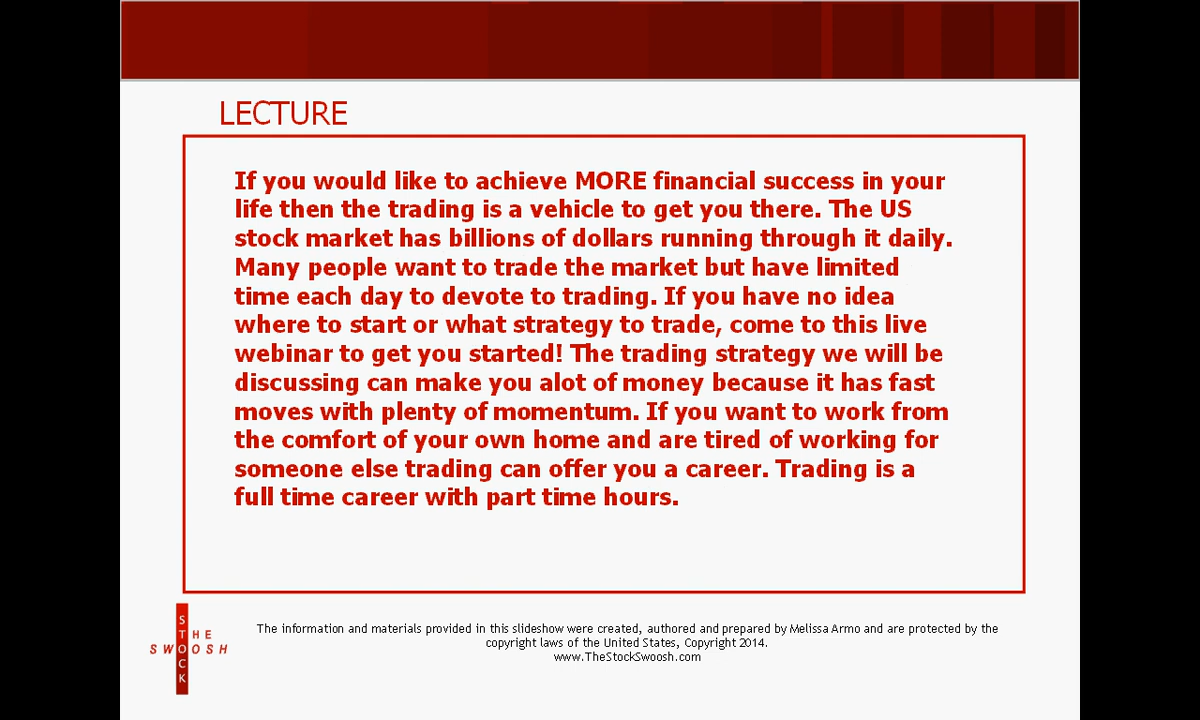 LECTURE
If you would like to achieve MORE financial success in your
life then the trading is a vehicle to get you there. The US
stock market has billions of dollars running through it daily.
Many people want to trade the market but have limited
time each day to devote to trading. If you have no idea
where to start or what strategy to trade, come to this live
webinar to get you started! The trading strategy we will be
discussing can make you alot of money because it has fast
moves with plenty of momentum. If you want to work from
the comfort of your own home and are tired of working for
someone else trading can offer you a career. Trading is a
full time career with part time hours.
THE
STOCK
SWOOSH
The information and materials provided in this slideshow were created, authored and prepared by Melissa Armo and are protected by the
copyright laws of the United States, Copyright 2014.
www.TheStockSwoosh.com